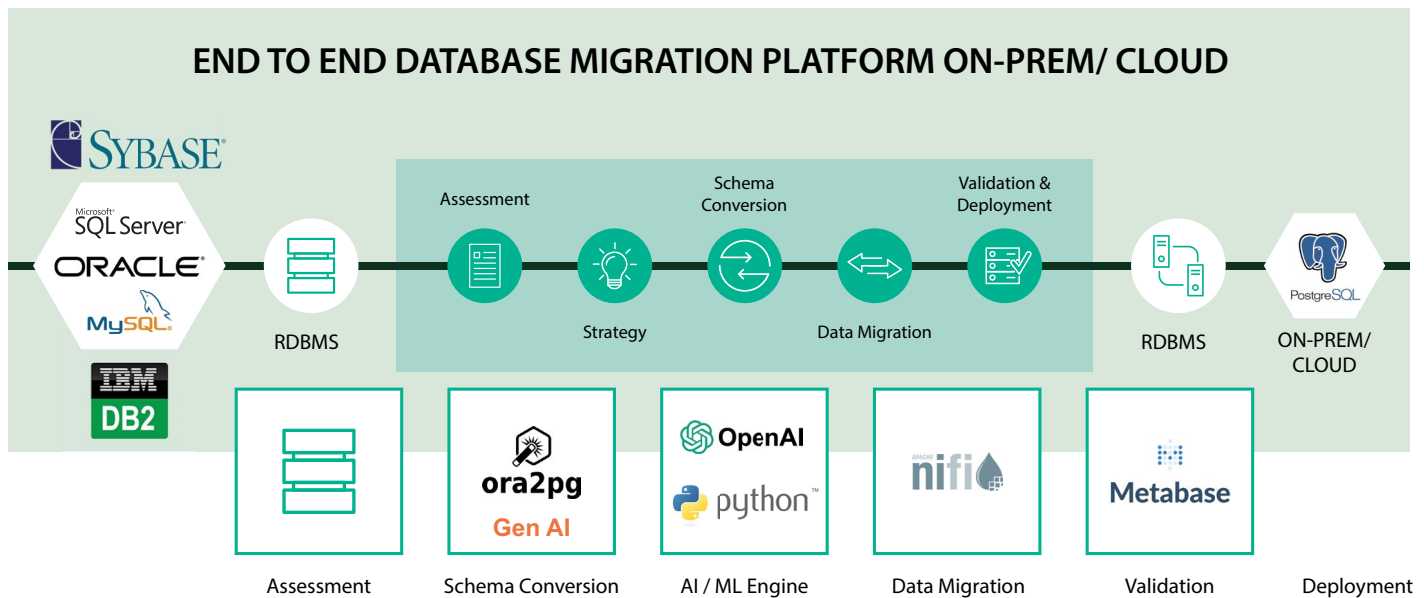 END TO END DATABASE MIGRATION PLATFORM ON-PREM/ CLOUD
SYBASE®
Microsoft®
SQL Server®
ORACLE®
MySQL®
IBM
DB2
RDBMS
Assessment
Strategy
Schema
Conversion
Data Migration
Validation &
Deployment
RDBMS
PostgreSQL
ON-PREM/
CLOUD
ora2pg
Gen AI
OpenAI
python™
APACHE
nifi
Metabase
Assessment
Schema Conversion
AI / ML Engine
Data Migration
Validation
Deployment